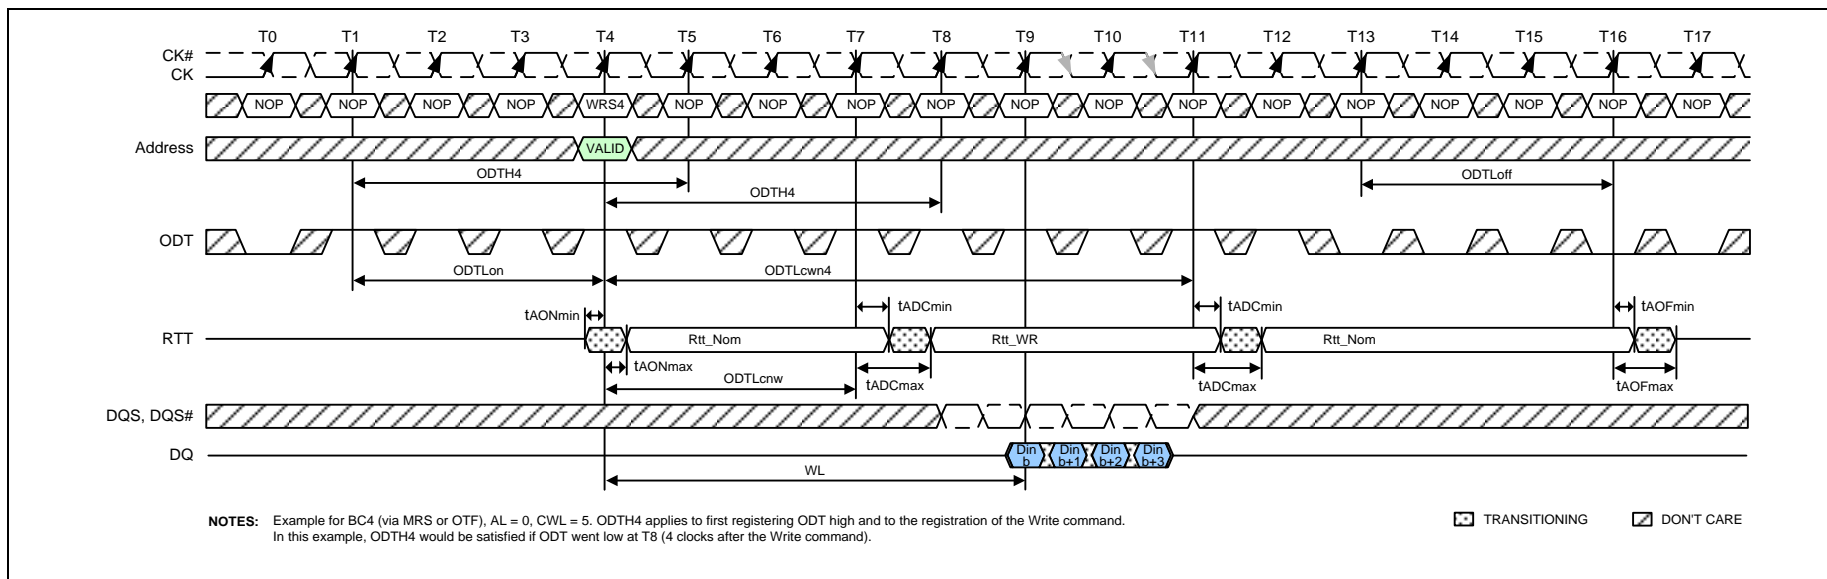 T0 T1 T2 T3 T4 T5 T6 T7 T8 T9 T10 T11 T12 T13 T14 T15 T16 T17
CK#
CK
NOP NOP NOP NOP WRS4 NOP NOP NOP NOP NOP NOP NOP NOP NOP NOP NOP NOP NOP
Address VALID
ODTH4 ODTLoff
ODTH4
ODT
ODTLon ODTLcwn4
tAONmin tADCmin tADCmin tAOFmin
RTT Rtt_Nom Rtt_WR Rtt_Nom
tAONmax tADCmax tADCmax tAOFmax
ODTLcnw
DQS, DQS#
DQ Din b Din b+1 Din b+2 Din b+3
WL
NOTES: Example for BC4 (via MRS or OTF), AL = 0, CWL = 5. ODTH4 applies to first registering ODT high and to the registration of the Write command.
In this example, ODTH4 would be satisfied if ODT went low at T8 (4 clocks after the Write command).
TRANSITIONING DON'T CARE